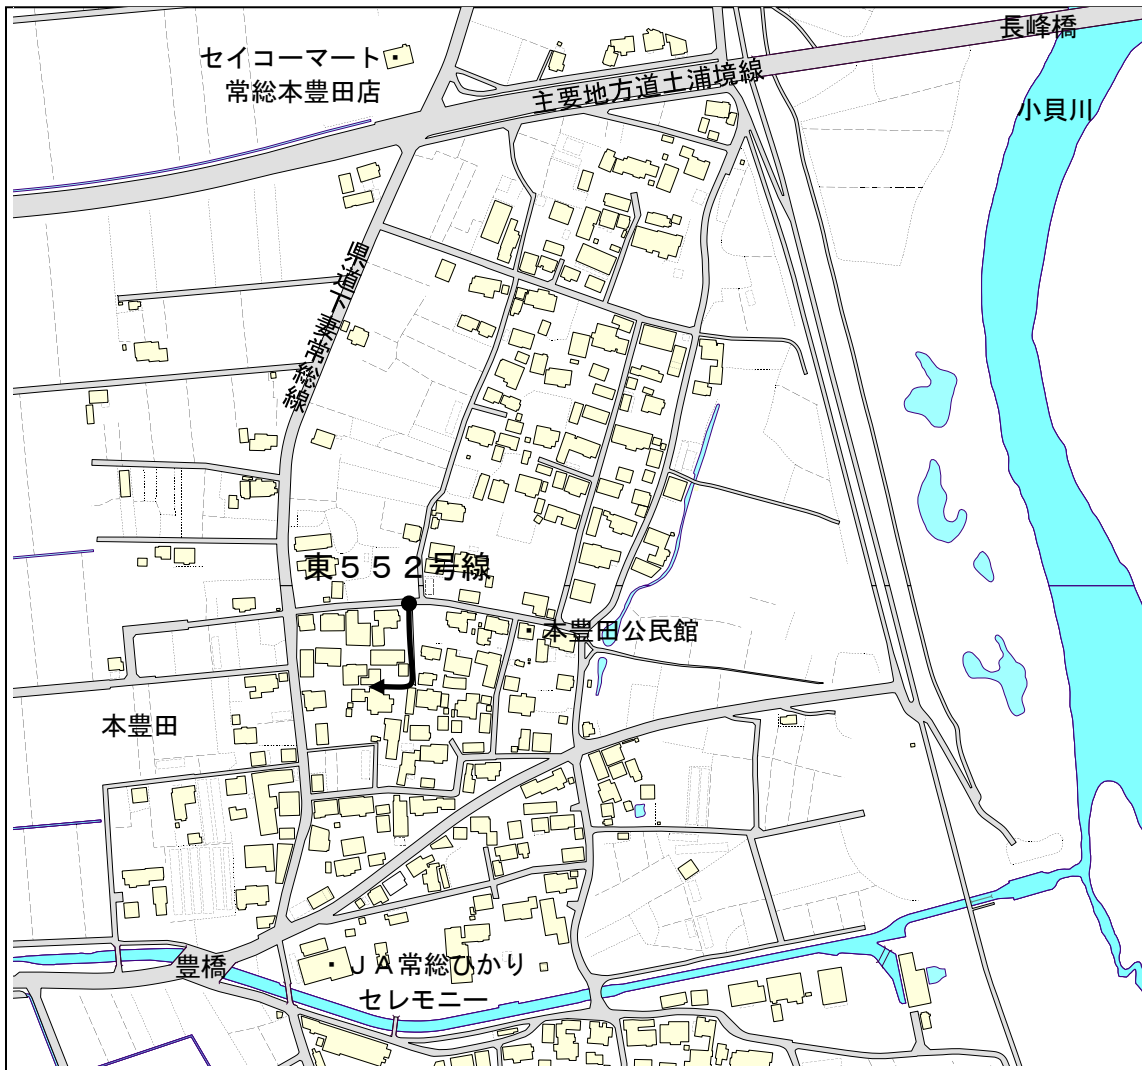 長峰橋
セイコーマート
常総本豊田店
主要地方道土浦境線
小貝川
県道下妻常総線
東５５２号線
本豊田公民館
本豊田
豊橋
ＪＡ常総ひかり
セレモニー